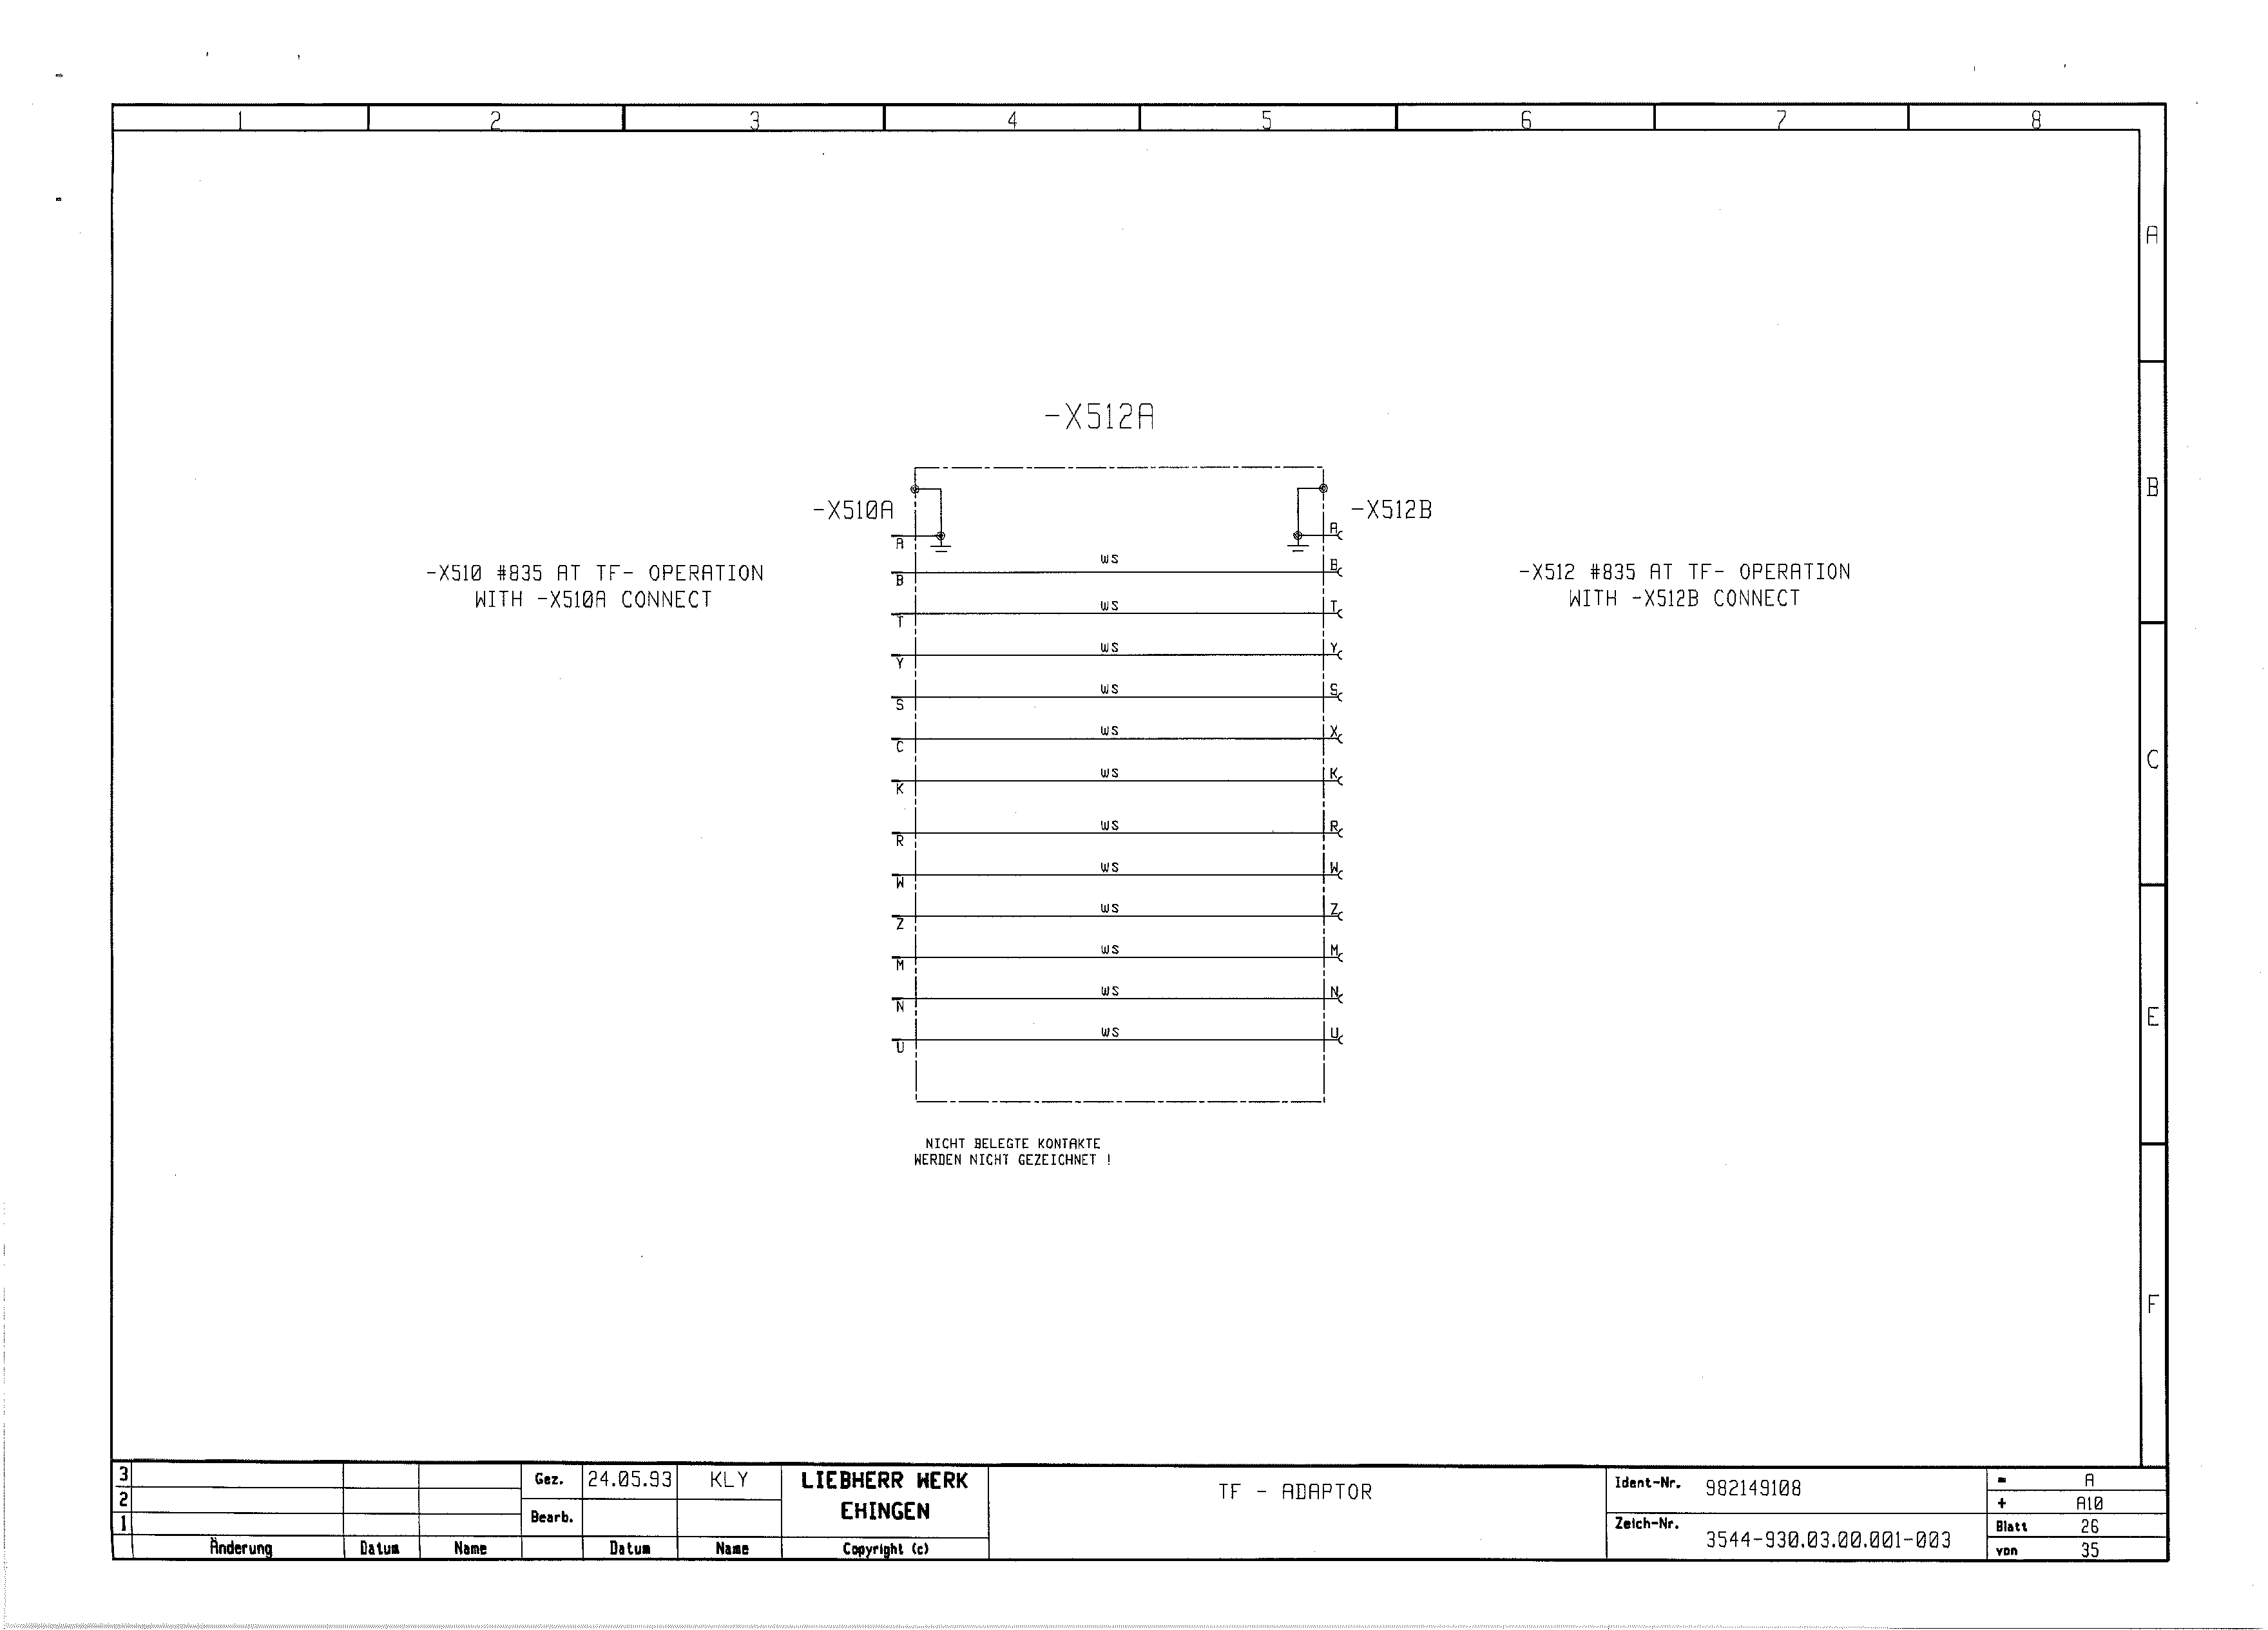 1 2 3 4 5 6 7 8
A
B
C
E
F
-X512A
-X510A
-X512B
-X510 #835 AT TF- OPERATION
WITH -X510A CONNECT
-X512 #835 AT TF- OPERATION
WITH -X512B CONNECT
A A
B WS B
T WS T
Y WS Y
S WS S
C WS X
K WS K
R WS R
W WS W
Z WS Z
M WS M
N WS N
U WS U
NICHT BELEGTE KONTAKTE
WERDEN NICHT GEZEICHNET !
3
2
1
Änderung Datum Name
Gez. 24.05.93 KLY
Bearb.
Datum Name
LIEBHERR WERK
EHINGEN
Copyright (c)
TF - ADAPTOR
Ident-Nr. 982149108
Zeich-Nr. 3544-930.03.00.001-003
= A
+ A10
Blatt 26
von 35